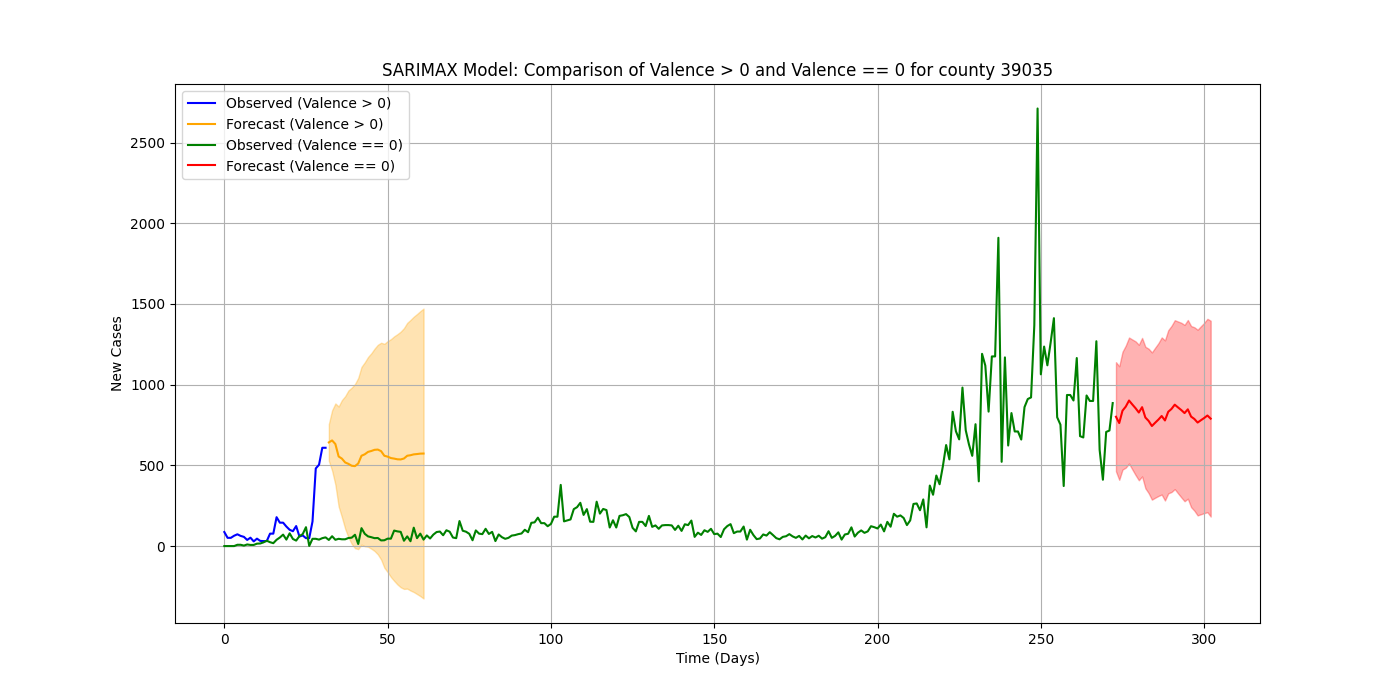 SARIMAX Model: Comparison of Valence > 0 and Valence == 0 for county 39035
Observed (Valence > 0)
Forecast (Valence > 0)
Observed (Valence == 0)
Forecast (Valence == 0)
New Cases
2500
2000
1500
1000
500
0
0 50 100 150 200 250 300
Time (Days)